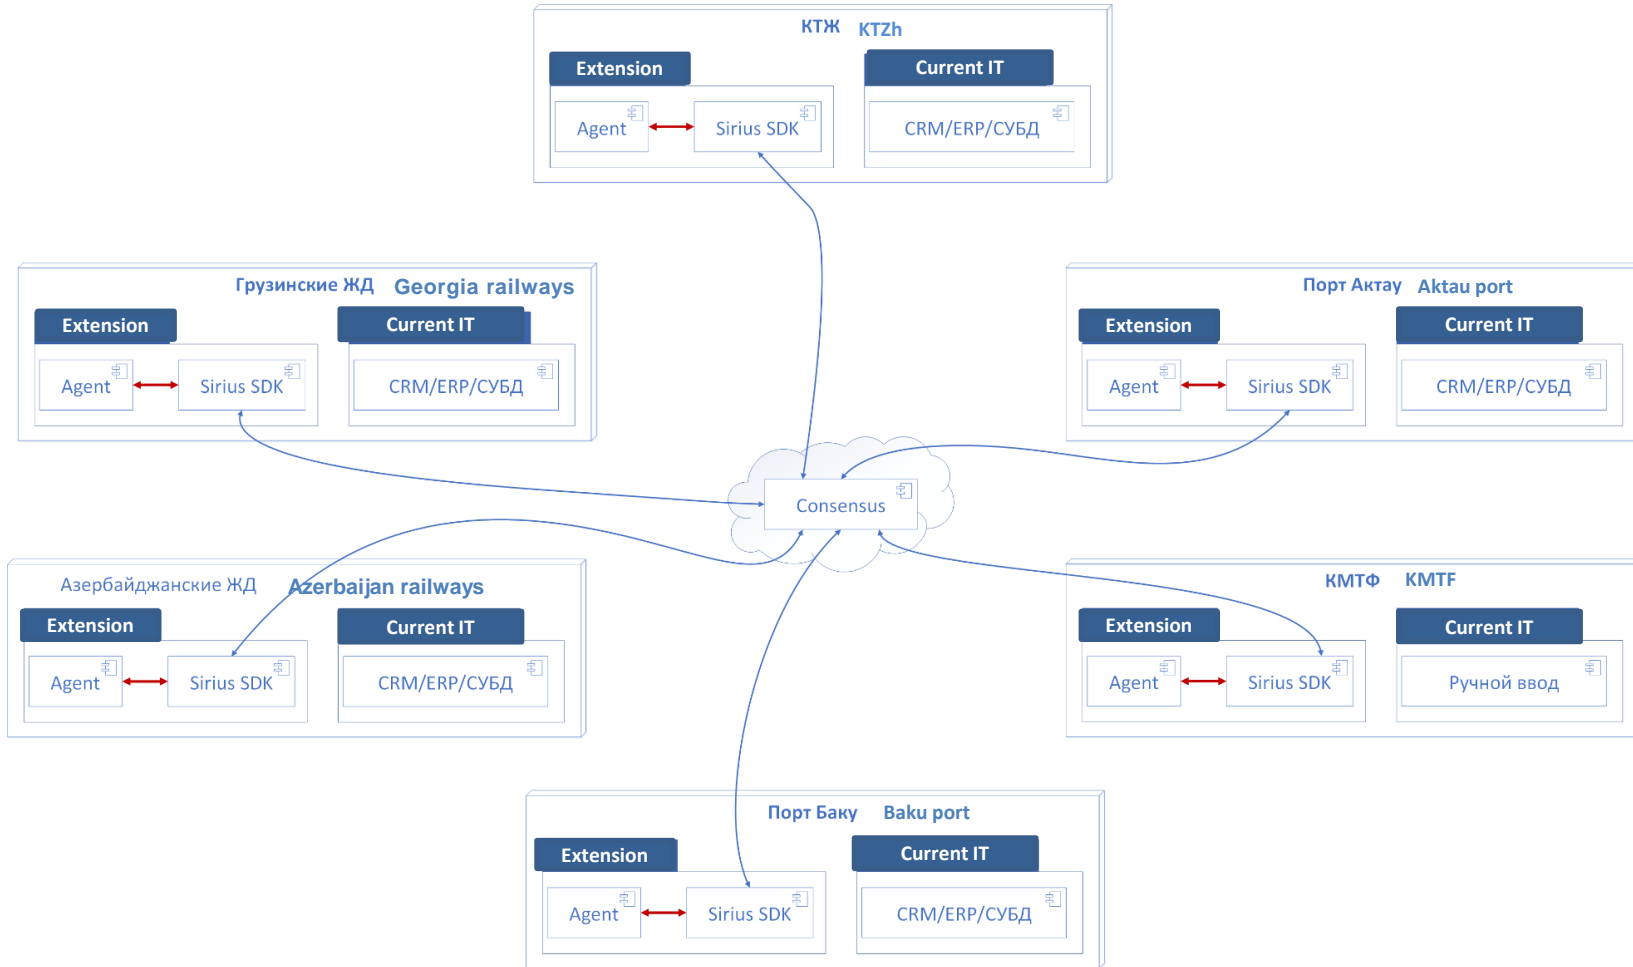 КТЖ KTZh
Extension
Current IT
Agent
Sirius SDK
CRM/ERP/СУБД
Грузинские ЖД Georgia railways
Extension
Current IT
Agent
Sirius SDK
CRM/ERP/СУБД
Порт Актау Aktau port
Extension
Current IT
Agent
Sirius SDK
CRM/ERP/СУБД
Consensus
Азербайджанские ЖД Azerbaijan railways
Extension
Current IT
Agent
Sirius SDK
CRM/ERP/СУБД
КМТФ KMTF
Extension
Current IT
Agent
Sirius SDK
Ручной ввод
Порт Баку Baku port
Extension
Current IT
Agent
Sirius SDK
CRM/ERP/СУБД